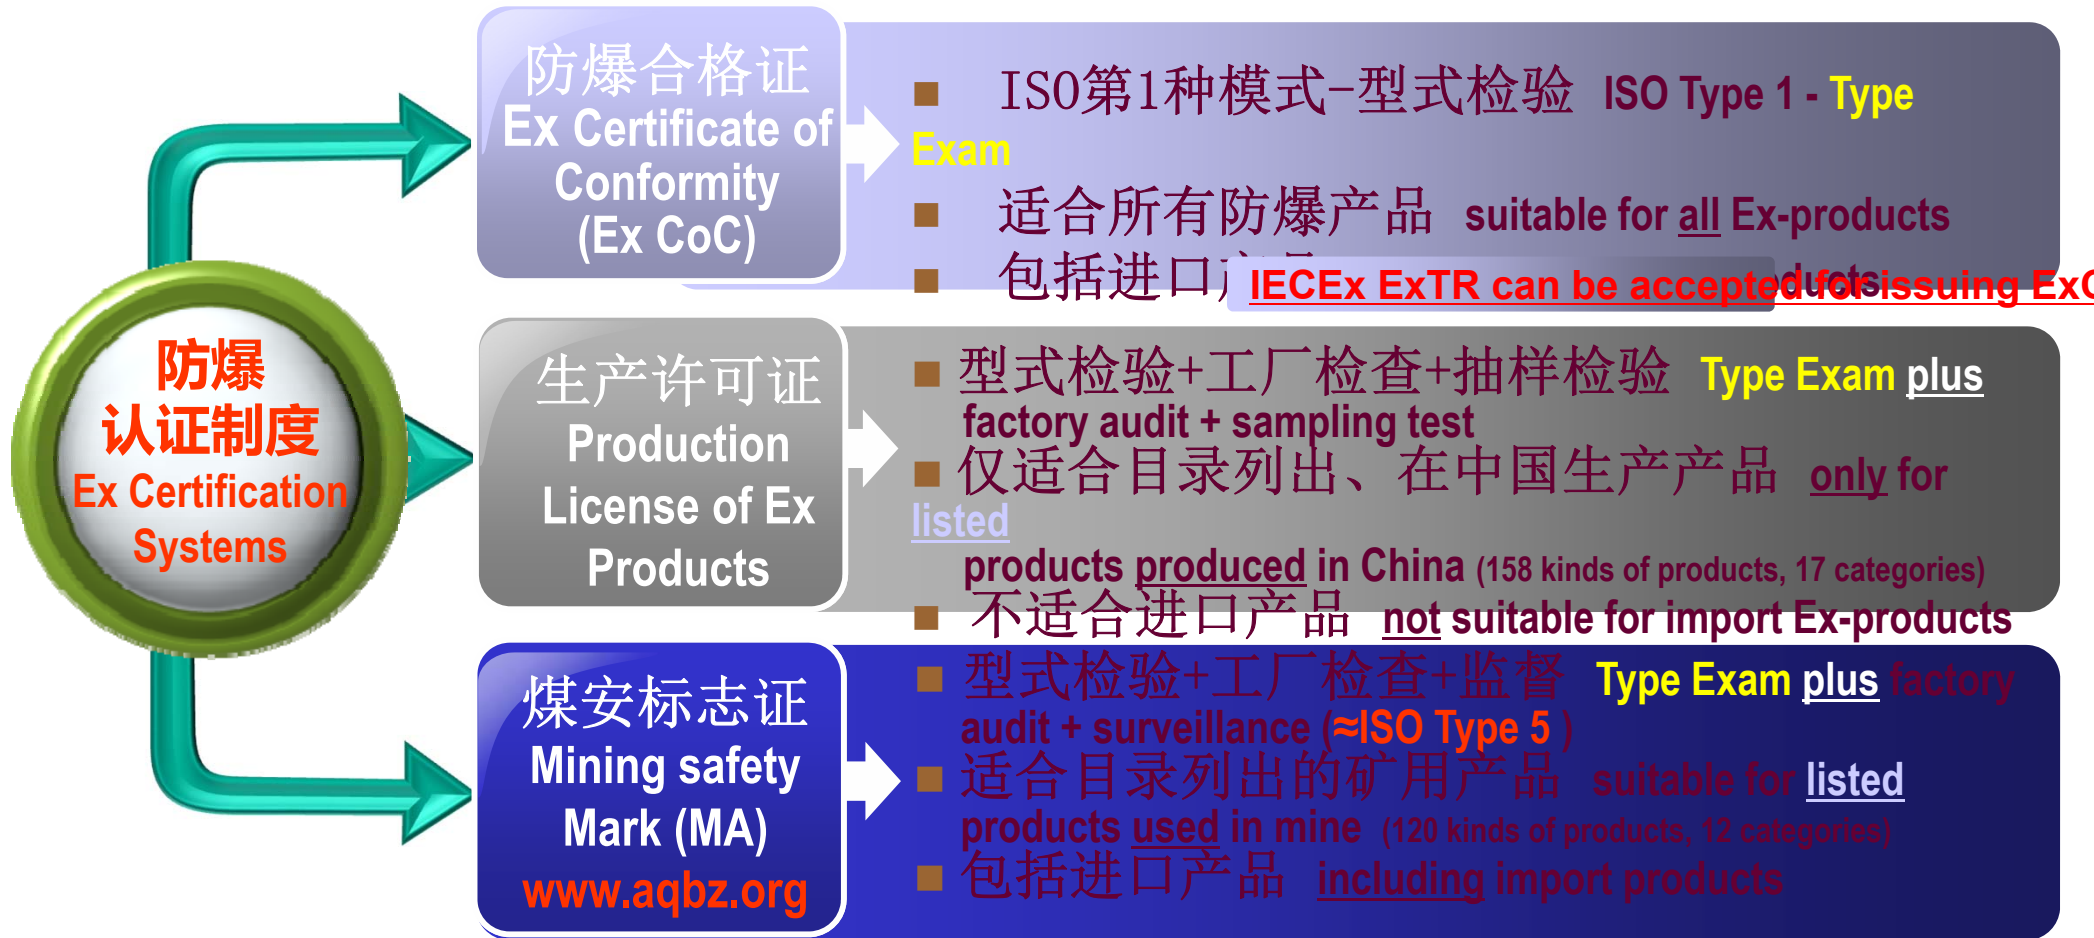 防爆
认证制度
Ex Certification
Systems
防爆合格证
Ex Certificate of
Conformity
(Ex CoC)
ISO第1种模式-型式检验 ISO Type 1 - Type
Exam
适合所有防爆产品 suitable for all Ex-products
包括进口
IECEx ExTR can be accepted for issuing Ex
生产许可证
Production
License of Ex
Products
型式检验+工厂检查+抽样检验 Type Exam plus
factory audit + sampling test
仅适合目录列出、在中国生产产品 only for
listed
products produced in China (158 kinds of products, 17 categories)
不适合进口产品 not suitable for import Ex-products
煤安标志证
Mining safety
Mark (MA)
www.aqbz.org
型式检验+工厂检查+监督 Type Exam plus factory
audit + surveillance (≈ISO Type 5 )
适合目录列出的矿用产品 suitable for listed
products used in mine (120 kinds of products, 12 categories)
包括进口产品 including import products